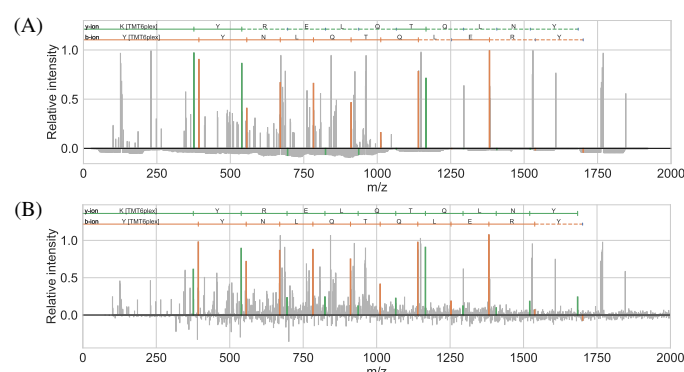 (A)
y-ion K [TMT6plex] Y R E L Q T Q L N Y
b-ion Y [TMT6plex] Y N L Q T Q L E R Y
Relative intensity
1.0
0.5
0.0
0 250 500 750 1000 1250 1500 1750 2000
m/z
(B)
y-ion K [TMT6plex] Y R E L Q T Q L N Y
b-ion Y [TMT6plex] Y N L Q T Q L E R Y
Relative intensity
1.0
0.5
0.0
0 250 500 750 1000 1250 1500 1750 2000
m/z